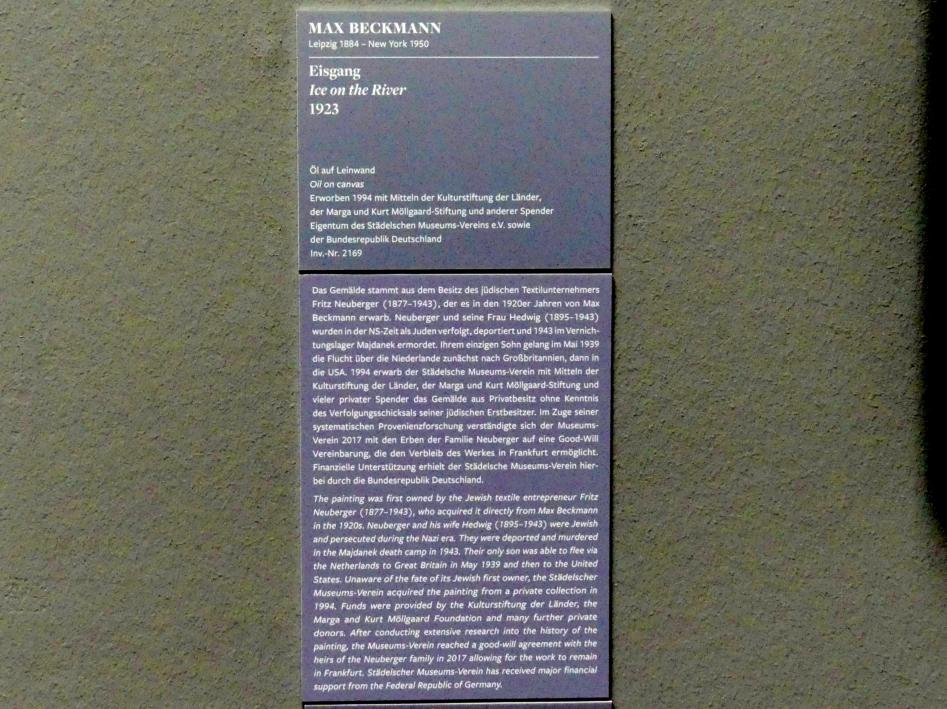 MAX BECKMANN
Leipzig 1884 – New York 1950
Eisgang
Ice on the River
1923
Öl auf Leinwand
Oil on canvas
Erworben 1994 mit Mitteln der Kulturstiftung der Länder,
der Marga und Kurt Möllgaard-Stiftung und anderer Spender
Eigentum des Städelschen Museums-Vereins e.V. sowie
der Bundesrepublik Deutschland
Inv.-Nr. 2169
Das Gemälde stammt aus dem Besitz des jüdischen Textilunternehmers
Fritz Neuberger (1877–1943), der es in den 1920er Jahren von Max
Beckmann erwarb. Neuberger und seine Frau Hedwig (1895–1943)
wurden in der NS-Zeit als Juden verfolgt, deportiert und 1943 im Vernich-
tungslager Majdanek ermordet. Ihrem einzigen Sohn gelang im Mai 1939
die Flucht über die Niederlande zunächst nach Großbritannien, dann in
die USA. 1994 erwarb der Städelsche Museums-Verein mit Mitteln der
Kulturstiftung der Länder, der Marga und Kurt Möllgaard-Stiftung und
vieler privater Spender das Gemälde aus Privatbesitz ohne Kenntnis
des Verfolgungsschicksals seiner jüdischen Erstbesitzer. Im Zuge seiner
systematischen Provenienzforschung verständigte sich der Museums-
Verein 2017 mit den Erben der Familie Neuberger auf eine Good-Will
Vereinbarung, die den Verbleib des Werkes in Frankfurt ermöglicht.
Finanzielle Unterstützung erhielt der Städelsche Museums-Verein hier-
bei durch die Bundesrepublik Deutschland.
The painting was first owned by the Jewish textile entrepreneur Fritz
Neuberger (1877–1943), who acquired it directly from Max Beckmann
in the 1920s. Neuberger and his wife Hedwig (1895–1943) were Jewish
and persecuted during the Nazi era. They were deported and murdered
in the Majdanek death camp in 1943. Their only son was able to flee via
the Netherlands to Great Britain in May 1939 and then to the United
States. Unaware of the fate of its Jewish first owner, the Städelscher
Museums-Verein acquired the painting from a private collection in
1994. Funds were provided by the Kulturstiftung der Länder, the
Marga and Kurt Möllgaard Foundation and many further private
donors. After conducting extensive research into the history of the
painting, the Museums-Verein reached a good-will agreement with the
heirs of the Neuberger family in 2017 allowing for the work to remain
in Frankfurt. Städelscher Museums-Verein has received major financial
support from the Federal Republic of Germany.